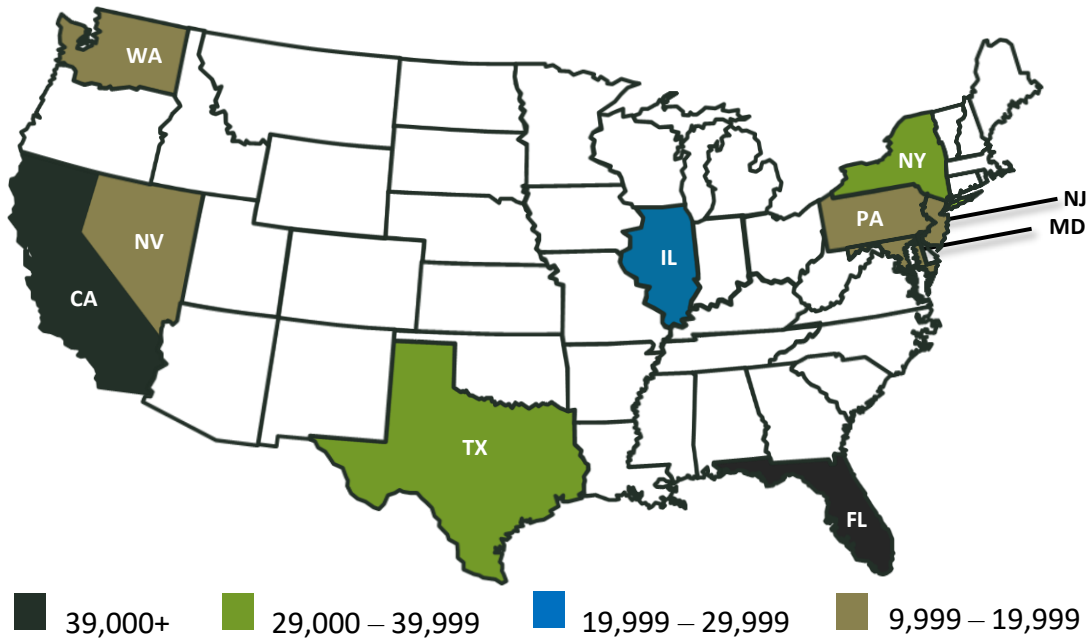 WA
NY
NJ
PA
MD
NV
IL
CA
TX
FL
39,000+
29,000 – 39,999
19,999 – 29,999
9,999 – 19,999